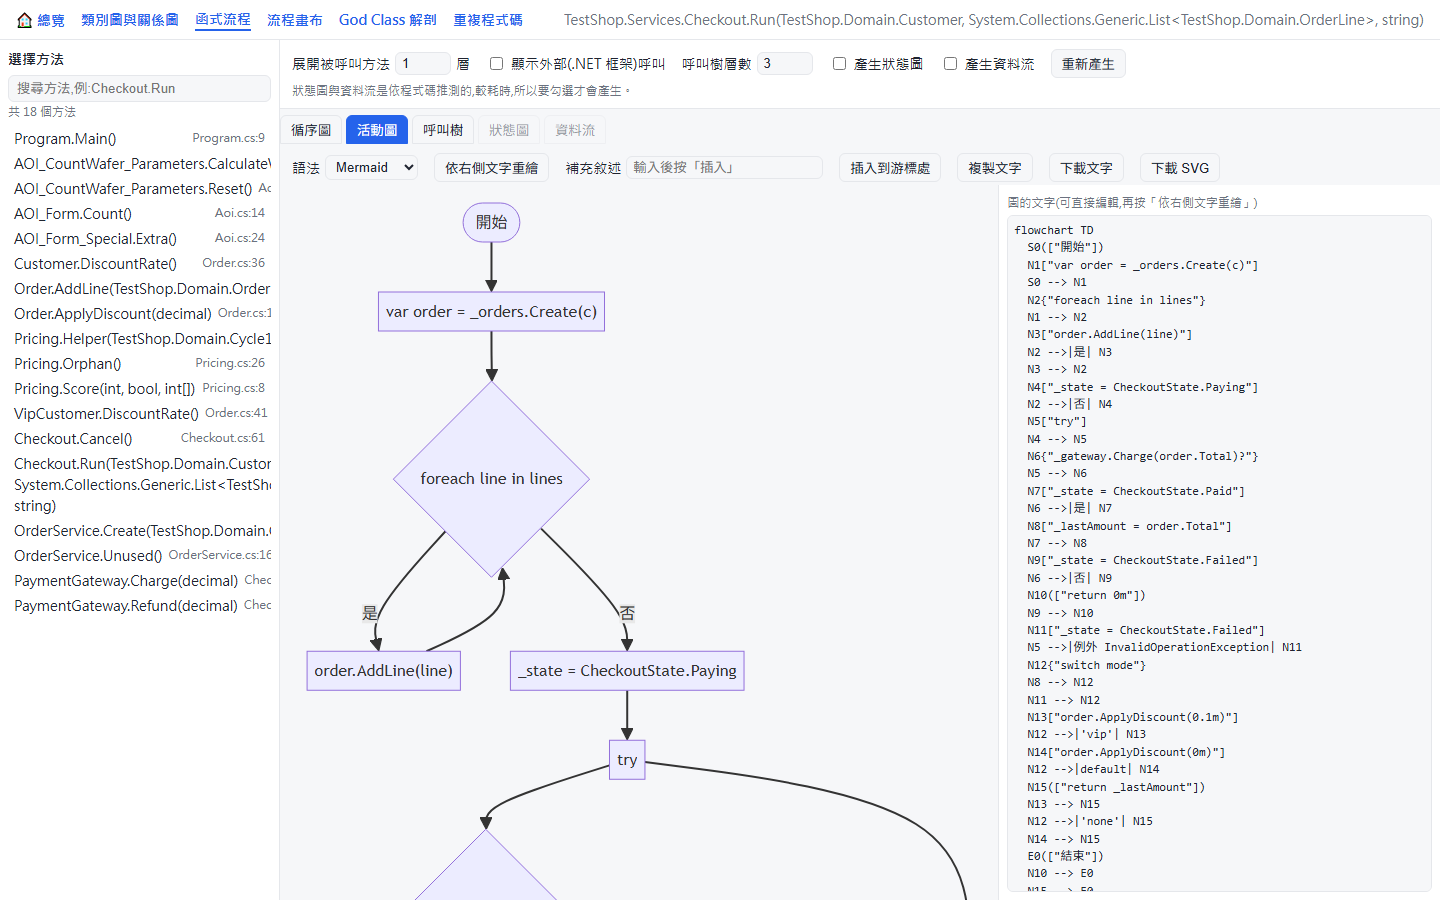 總覽 類別圖與關係圖 函式流程 流程畫布 God Class 解剖 重複程式碼 TestShop.Services.Checkout.Run(TestShop.Domain.Customer, System.Collections.Generic.List<TestShop.Domain.OrderLine>, string)
選擇方法
搜尋方法,例:Checkout.Run
共 18 個方法
Program.Main() Program.cs:9
AOI_CountWafer_Parameters.Calculate
AOI_CountWafer_Parameters.Reset() Ao
AOI_Form.Count() Aoi.cs:14
AOI_Form_Special.Extra() Aoi.cs:24
Customer.DiscountRate() Order.cs:36
Order.AddLine(TestShop.Domain.Order
Order.ApplyDiscount(decimal) Order.cs:1
Pricing.Helper(TestShop.Domain.Cycle1
Pricing.Orphan() Pricing.cs:26
Pricing.Score(int, bool, int[]) Pricing.cs:8
VipCustomer.DiscountRate() Order.cs:41
Checkout.Cancel() Checkout.cs:61
Checkout.Run(TestShop.Domain.Custor
System.Collections.Generic.List<TestSh
string)
OrderService.Create(TestShop.Domain.
OrderService.Unused() OrderService.cs:16
PaymentGateway.Charge(decimal) Chec
PaymentGateway.Refund(decimal) Chec
展開被呼叫方法 1 層 顯示外部(.NET 框架)呼叫 呼叫樹層數 3 產生狀態圖 產生資料流 重新產生
狀態圖與資料流是依程式碼推測的,較耗時,所以要勾選才會產生。
循序圖 活動圖 呼叫樹 狀態圖 資料流
語法 Mermaid 依右側文字重繪 補充敘述 輸入後按「插入」 插入到游標處 複製文字 下載文字 下載 SVG
開始
var order = _orders.Create(c)
foreach line in lines
是
否
order.AddLine(line)
_state = CheckoutState.Paying
try
圖的文字(可直接編輯,再按「依右側文字重繪」)
flowchart TD
S0(["開始"])
N1["var order = _orders.Create(c)"]
S0 --> N1
N2{"foreach line in lines"}
N1 --> N2
N3["order.AddLine(line)"]
N2 -->|是| N3
N3 --> N2
N4["_state = CheckoutState.Paying"]
N2 -->|否| N4
N5["try"]
N4 --> N5
N6{"_gateway.Charge(order.Total)?"}
N5 --> N6
N7["_state = CheckoutState.Paid"]
N6 -->|是| N7
N8["_lastAmount = order.Total"]
N7 --> N8
N9["_state = CheckoutState.Failed"]
N6 -->|否| N9
N10(["return 0m"])
N9 --> N10
N11["_state = CheckoutState.Failed"]
N5 -->|例外 InvalidOperationException| N11
N12{"switch mode"}
N8 --> N12
N11 --> N12
N13["order.ApplyDiscount(0.1m)"]
N12 -->|'vip'| N13
N14["order.ApplyDiscount(0m)"]
N12 -->|default| N14
N15(["return _lastAmount"])
N13 --> N15
N12 -->|'none'| N15
N14 --> N15
E0(["結束"])
N10 --> E0
N15 --> E0